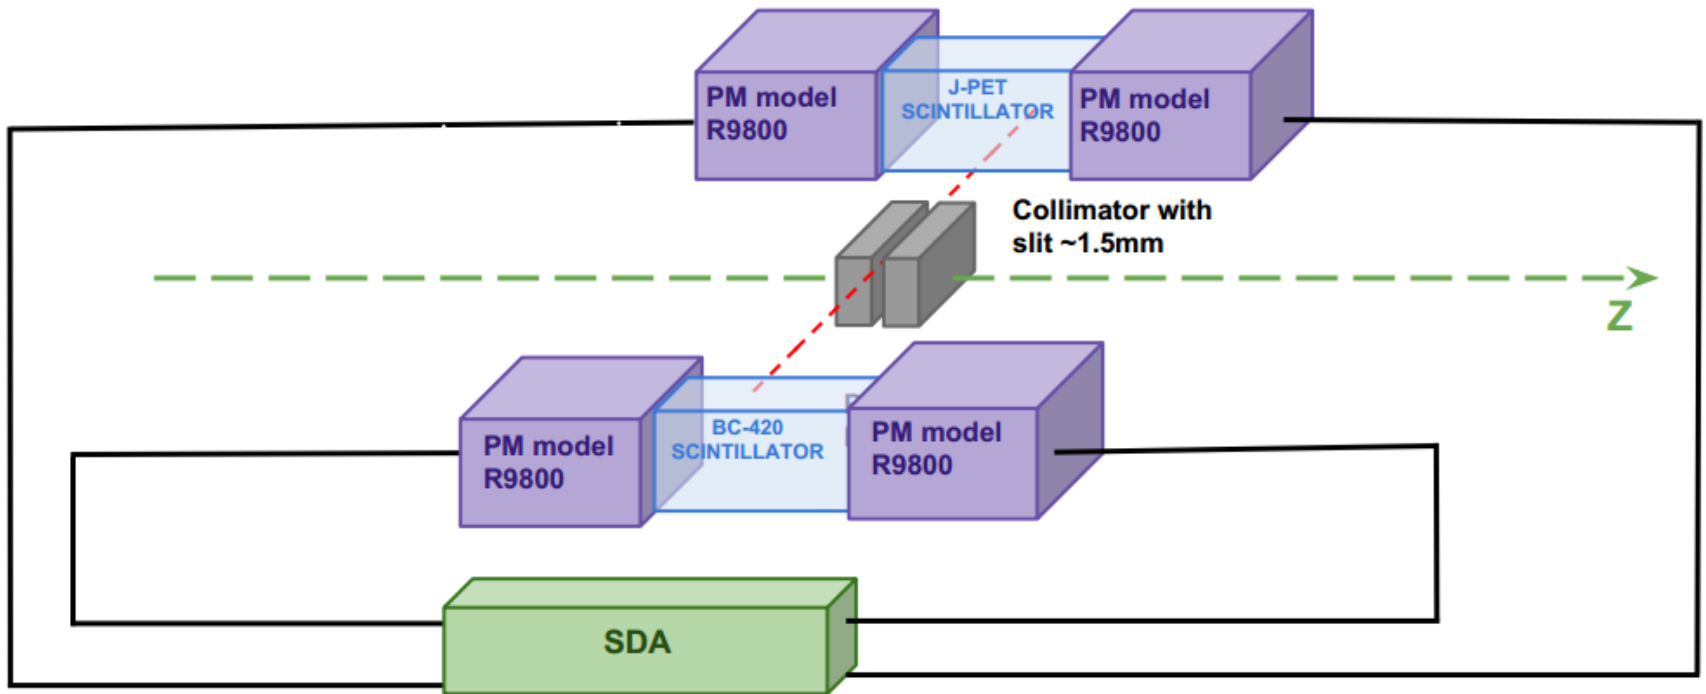 PM model
R9800
J-PET
SCINTILLATOR
PM model
R9800
Collimator with
slit ~1.5mm
Z
PM model
R9800
BC-420
SCINTILLATOR
PM model
R9800
SDA